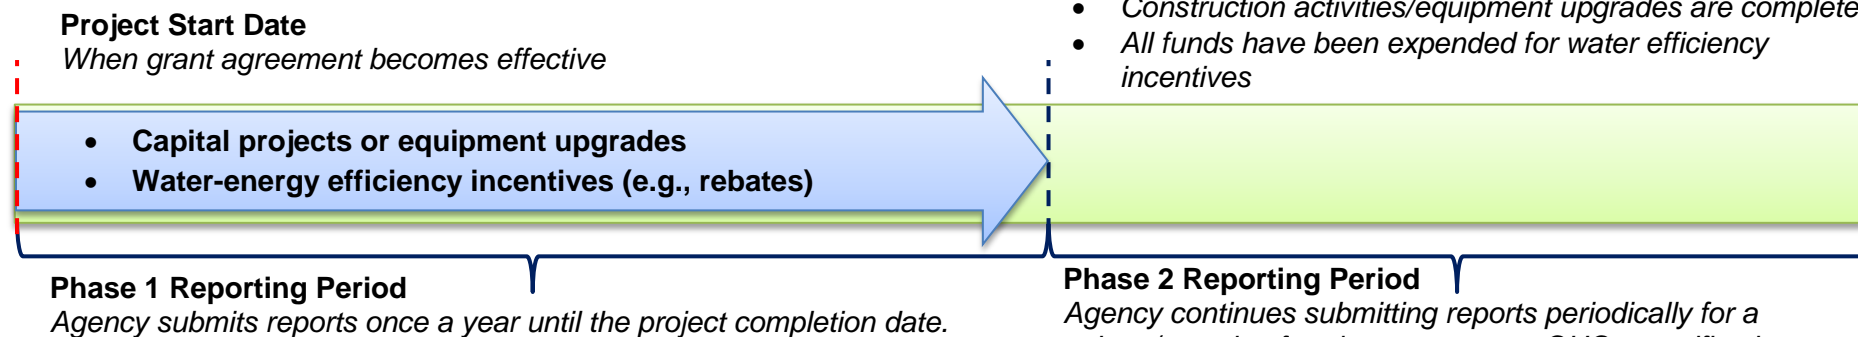 Project Start Date
When grant agreement becomes effective
• Construction activities/equipment upgrades are complete
• All funds have been expended for water efficiency
incentives
• Capital projects or equipment upgrades
• Water-energy efficiency incentives (e.g., rebates)
Phase 1 Reporting Period
Agency submits reports once a year until the project completion date.
Phase 2 Reporting Period
Agency continues submitting reports periodically for a